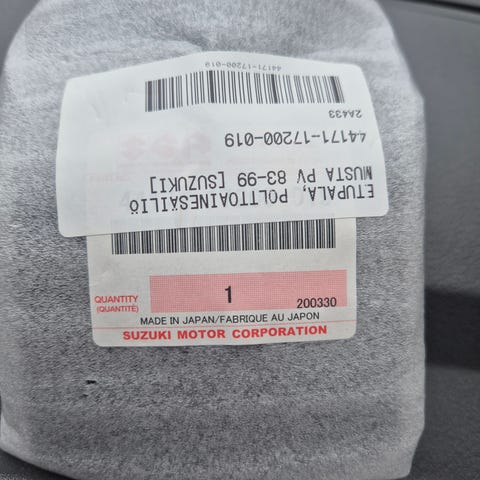 ETUPALA, POLTTOAINESÄILIÖ
MUSTA PV 83-99 [SUZUKI]
44171-17200-019
2A433
44171-17200-019
QUANTITY
(QUANTITÉ)
1
200330
MADE IN JAPAN/FABRIQUE AU JAPON
SUZUKI MOTOR CORPORATION